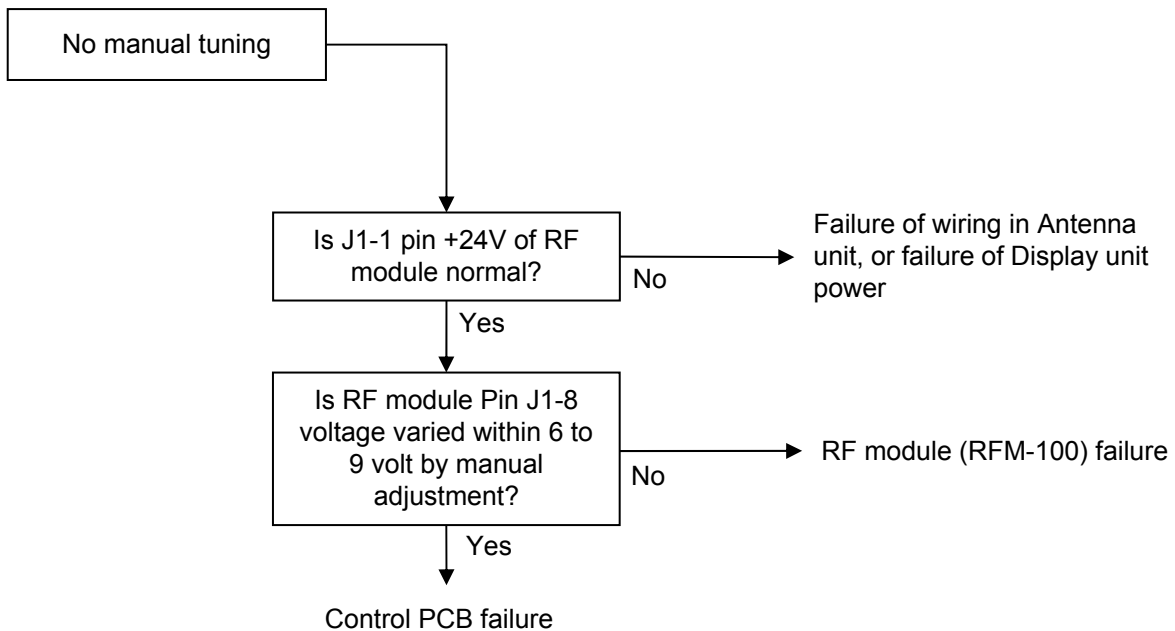 No manual tuning
Is J1-1 pin +24V of RF
module normal?
No
Failure of wiring in Antenna
unit, or failure of Display unit
power
Yes
Is RF module Pin J1-8
voltage varied within 6 to
9 volt by manual
adjustment?
No
RF module (RFM-100) failure
Yes
Control PCB failure